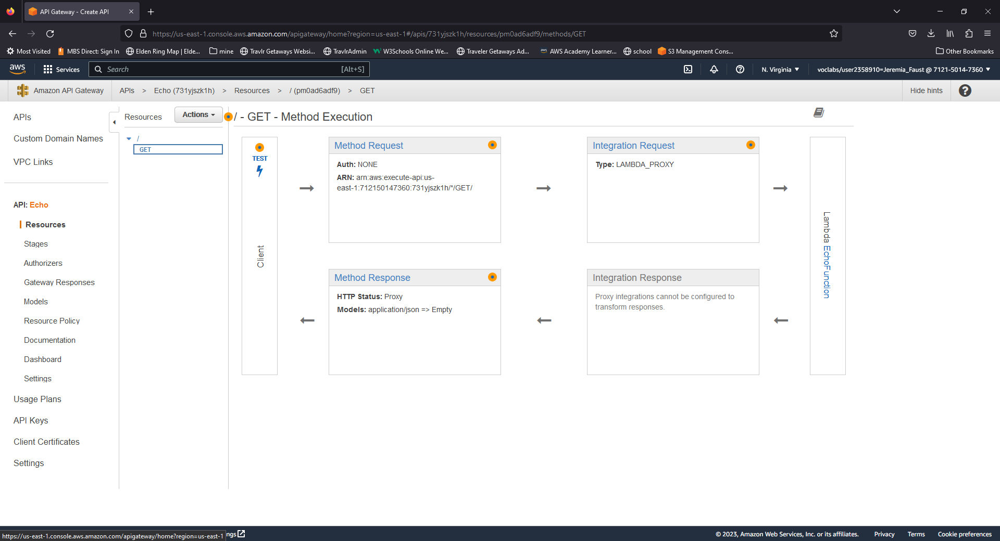 API Gateway - Create API
https://us-east-1.console.aws.amazon.com/apigateway/home?region=us-east-1#/apis/731yjszk1h/resources/pm0ad6adf9/methods/GET
Most Visited
MBS Direct: Sign In
Elden Ring Map | Elde...
mine
Travlr Getaways Websi...
TravlrAdmin
W3Schools Online We...
Traveler Getaways Ad...
AWS Academy Learner...
school
S3 Management Cons...
Other Bookmarks
aws
Services
Search
[Alt+S]
N. Virginia
voclabs/user2358910=Jeremia_Faust @ 7121-5014-7360
Amazon API Gateway
APIs > Echo (731yjszk1h) > Resources > / (pm0ad6adf9) > GET
Hide hints
APIs
Custom Domain Names
VPC Links
API: Echo
Resources
Stages
Authorizers
Gateway Responses
Models
Resource Policy
Documentation
Dashboard
Settings
Usage Plans
API Keys
Client Certificates
Settings
Resources
Actions
/
GET
/ - GET - Method Execution
TEST
Client
Method Request
Auth: NONE
ARN: arn:aws:execute-api:us-
east-1:712150147360:731yjszk1h/*/GET/
Integration Request
Type: LAMBDA_PROXY
Lambda EchoFunction
Method Response
HTTP Status: Proxy
Models: application/json => Empty
Integration Response
Proxy integrations cannot be configured to
transform responses.
https://us-east-1.console.aws.amazon.com/apigateway/home?region=us-east-1
ngs
© 2023, Amazon Web Services, Inc. or its affiliates.
Privacy
Terms
Cookie preferences